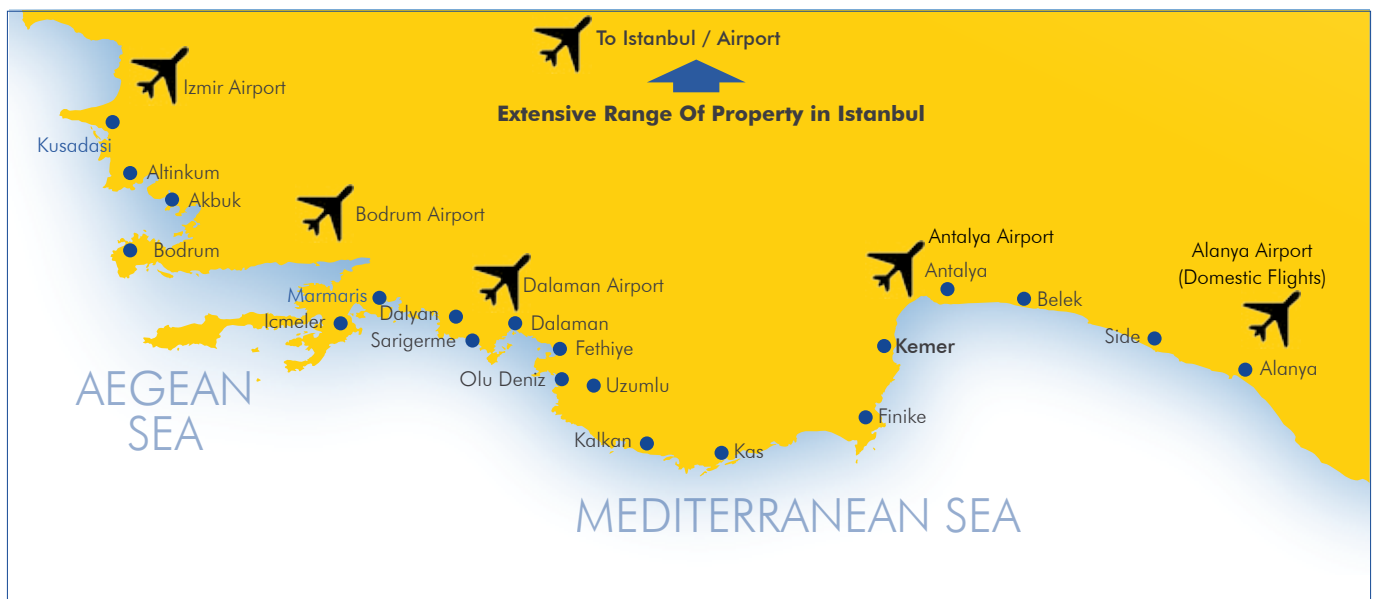 To Istanbul / Airport
Extensive Range Of Property in Istanbul
Izmir Airport
Kusadasi
Altinkum
Akbuk
Bodrum Airport
Bodrum
Marmaris
Icmeler
Dalyan
Sarigerme
Dalaman Airport
Dalaman
Fethiye
Olu Deniz
Uzumlu
Kalkan
Kas
Antalya Airport
Antalya
Belek
Kemer
Finike
Side
Alanya Airport
(Domestic Flights)
Alanya
AEGEAN
SEA
MEDITERRANEAN SEA